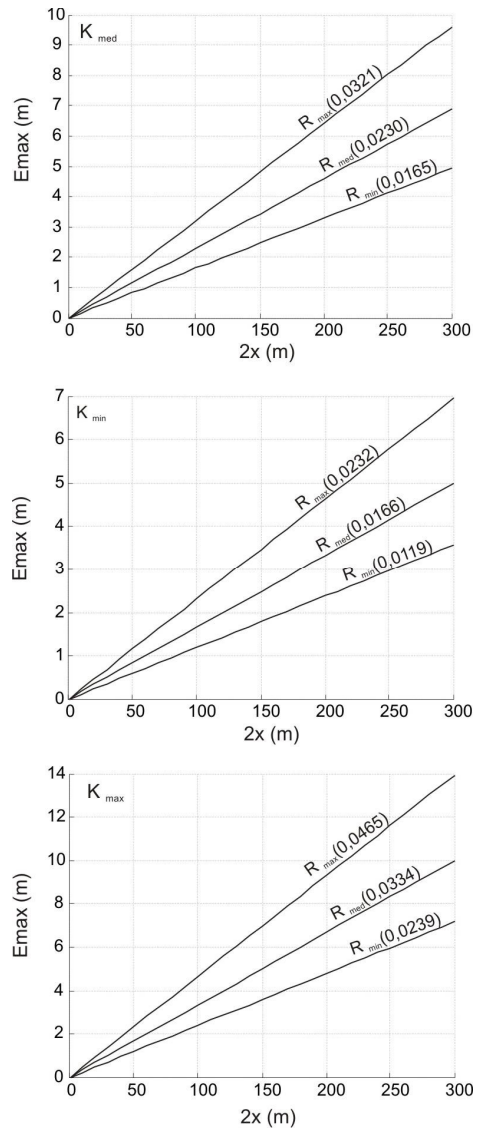 K med
Emax (m)
10
9
8
7
6
5
4
3
2
1
0
R max(0,0321)
R med(0,0230)
R min(0,0165)
0 50 100 150 200 250 300
2x (m)
K min
Emax (m)
7
6
5
4
3
2
1
0
R max(0,0232)
R med(0,0166)
R min(0,0119)
0 50 100 150 200 250 300
2x (m)
K max
Emax (m)
14
12
10
8
6
4
2
0
R max(0,0465)
R med(0,0334)
R min(0,0239)
0 50 100 150 200 250 300
2x (m)